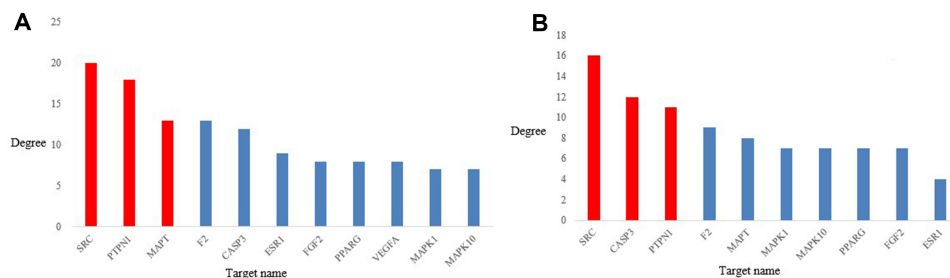 A
25
20
15
10
5
0
Degree
SRC
PTPN1
MAPT
F2
CASP3
ESR1
FGF2
PPARG
VEGFA
MAPK1
MAPK10
Target name
B
18
16
14
12
10
8
6
4
2
0
Degree
SRC
CASP3
PTPN1
F2
MAPT
MAPK1
MAPK10
PPARG
FGF2
ESR1
Target name